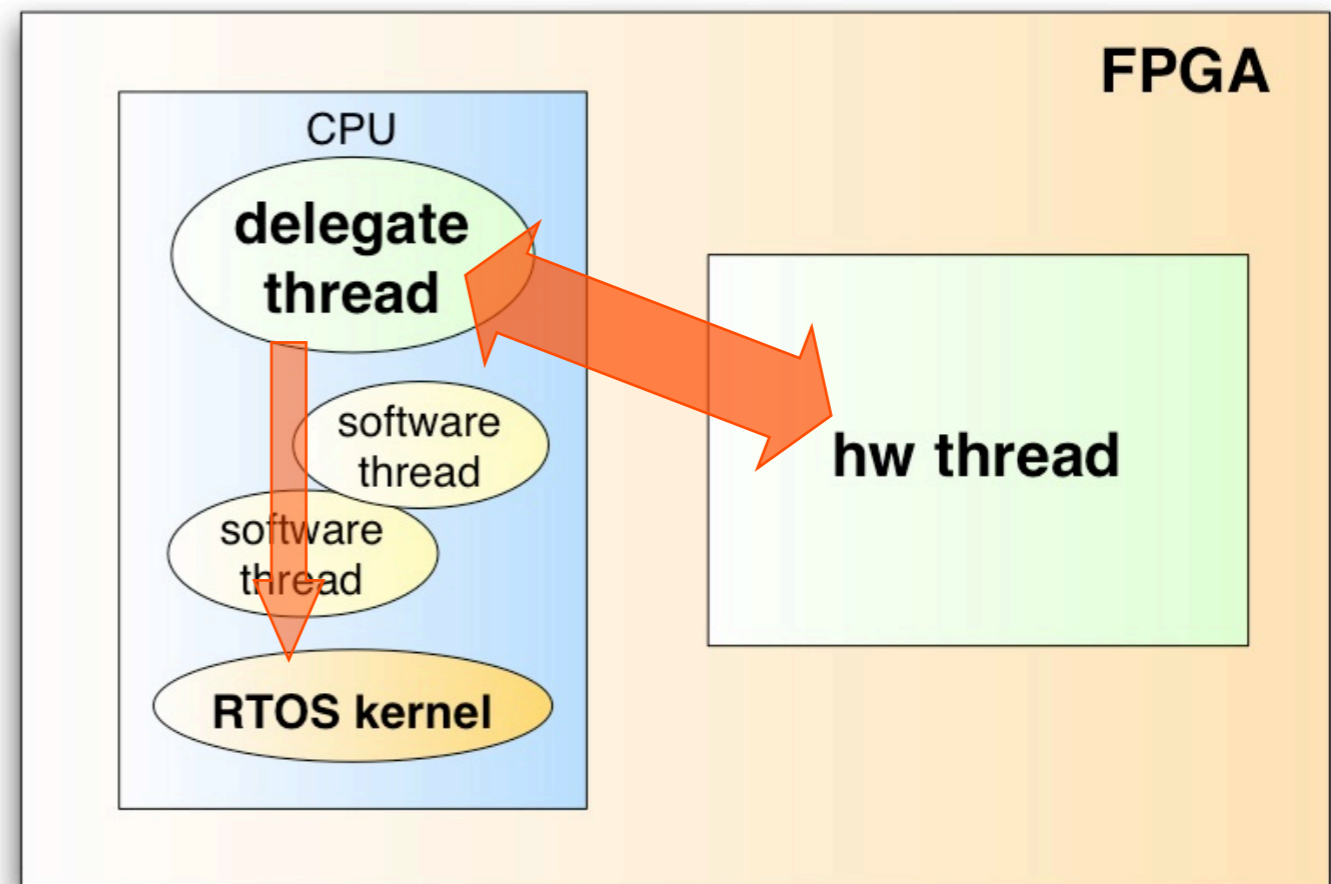 FPGA
CPU
delegate
thread
software
thread
software
thread
RTOS kernel
hw thread